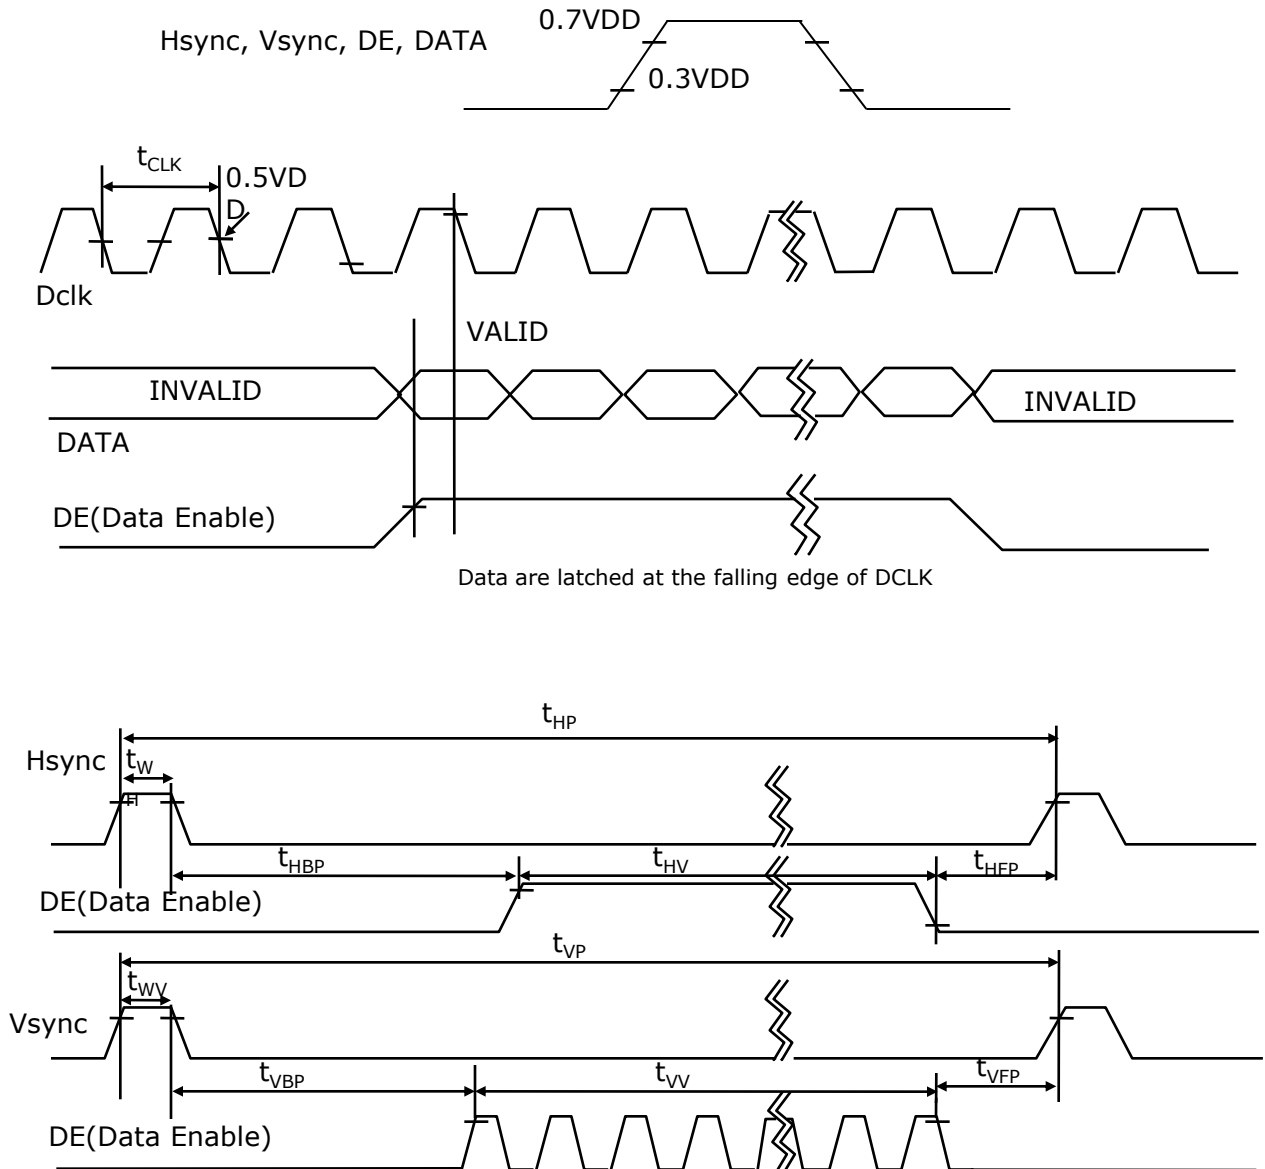 0.7VDD
Hsync, Vsync, DE, DATA
0.3VDD
tCLK
0.5VD
D
Dclk
VALID
INVALID
INVALID
DATA
DE(Data Enable)
Data are latched at the falling edge of DCLK
tHP
Hsync
tW
H
tHBP
tHV
tHFP
DE(Data Enable)
tVP
tWV
Vsync
tVBP
tVV
tVFP
DE(Data Enable)